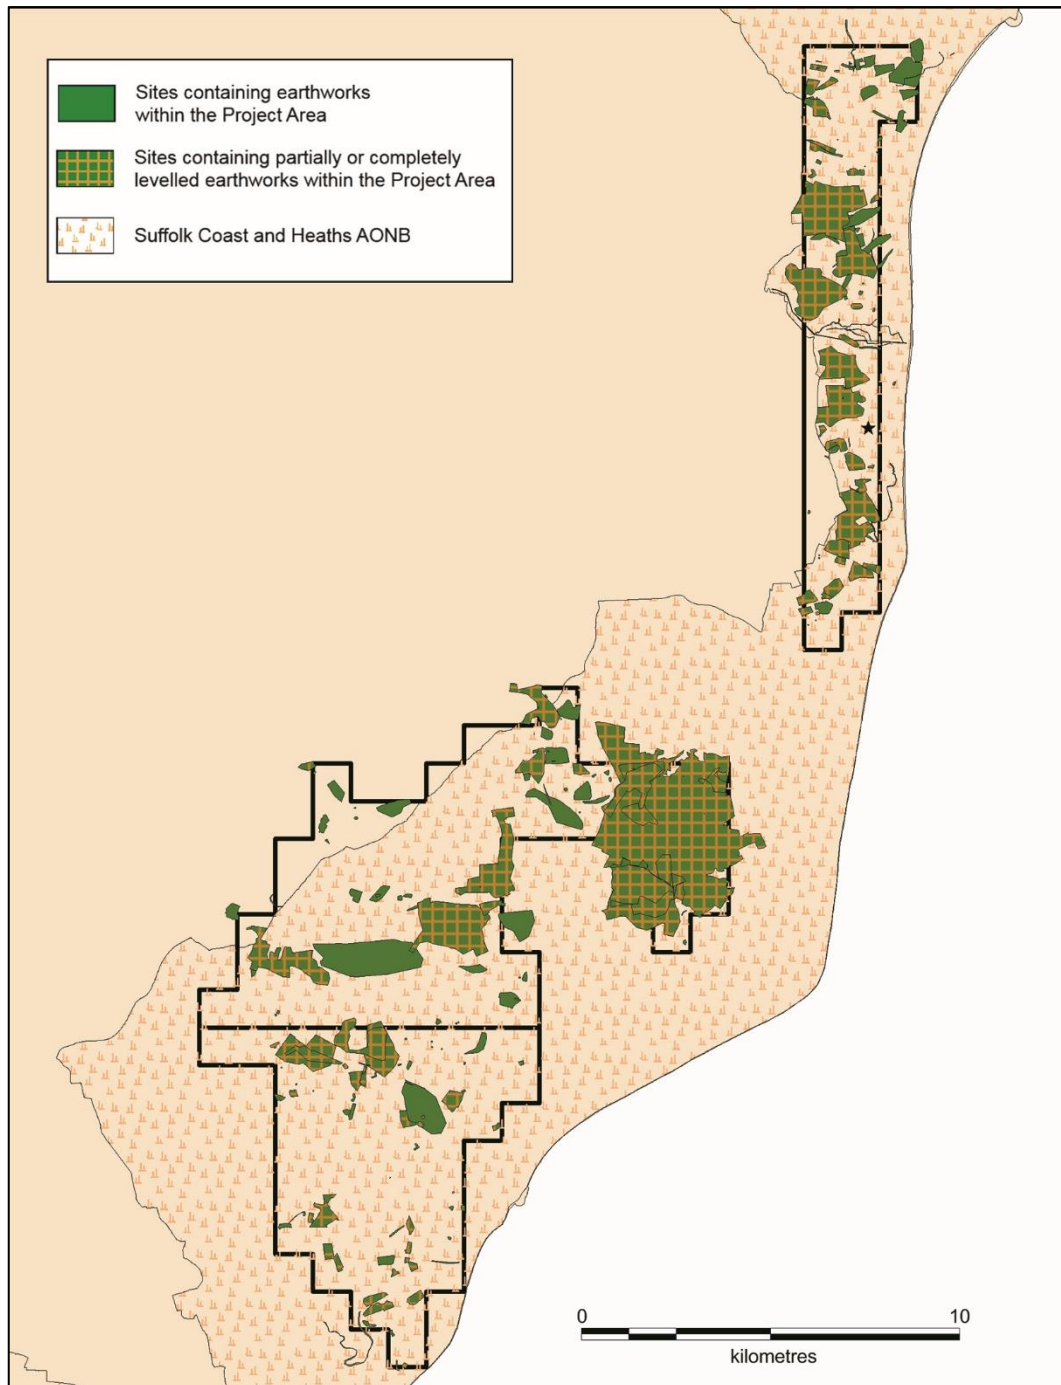 Sites containing earthworks
within the Project Area
Sites containing partially or completely
levelled earthworks within the Project Area
Suffolk Coast and Heaths AONB
0 10
kilometres